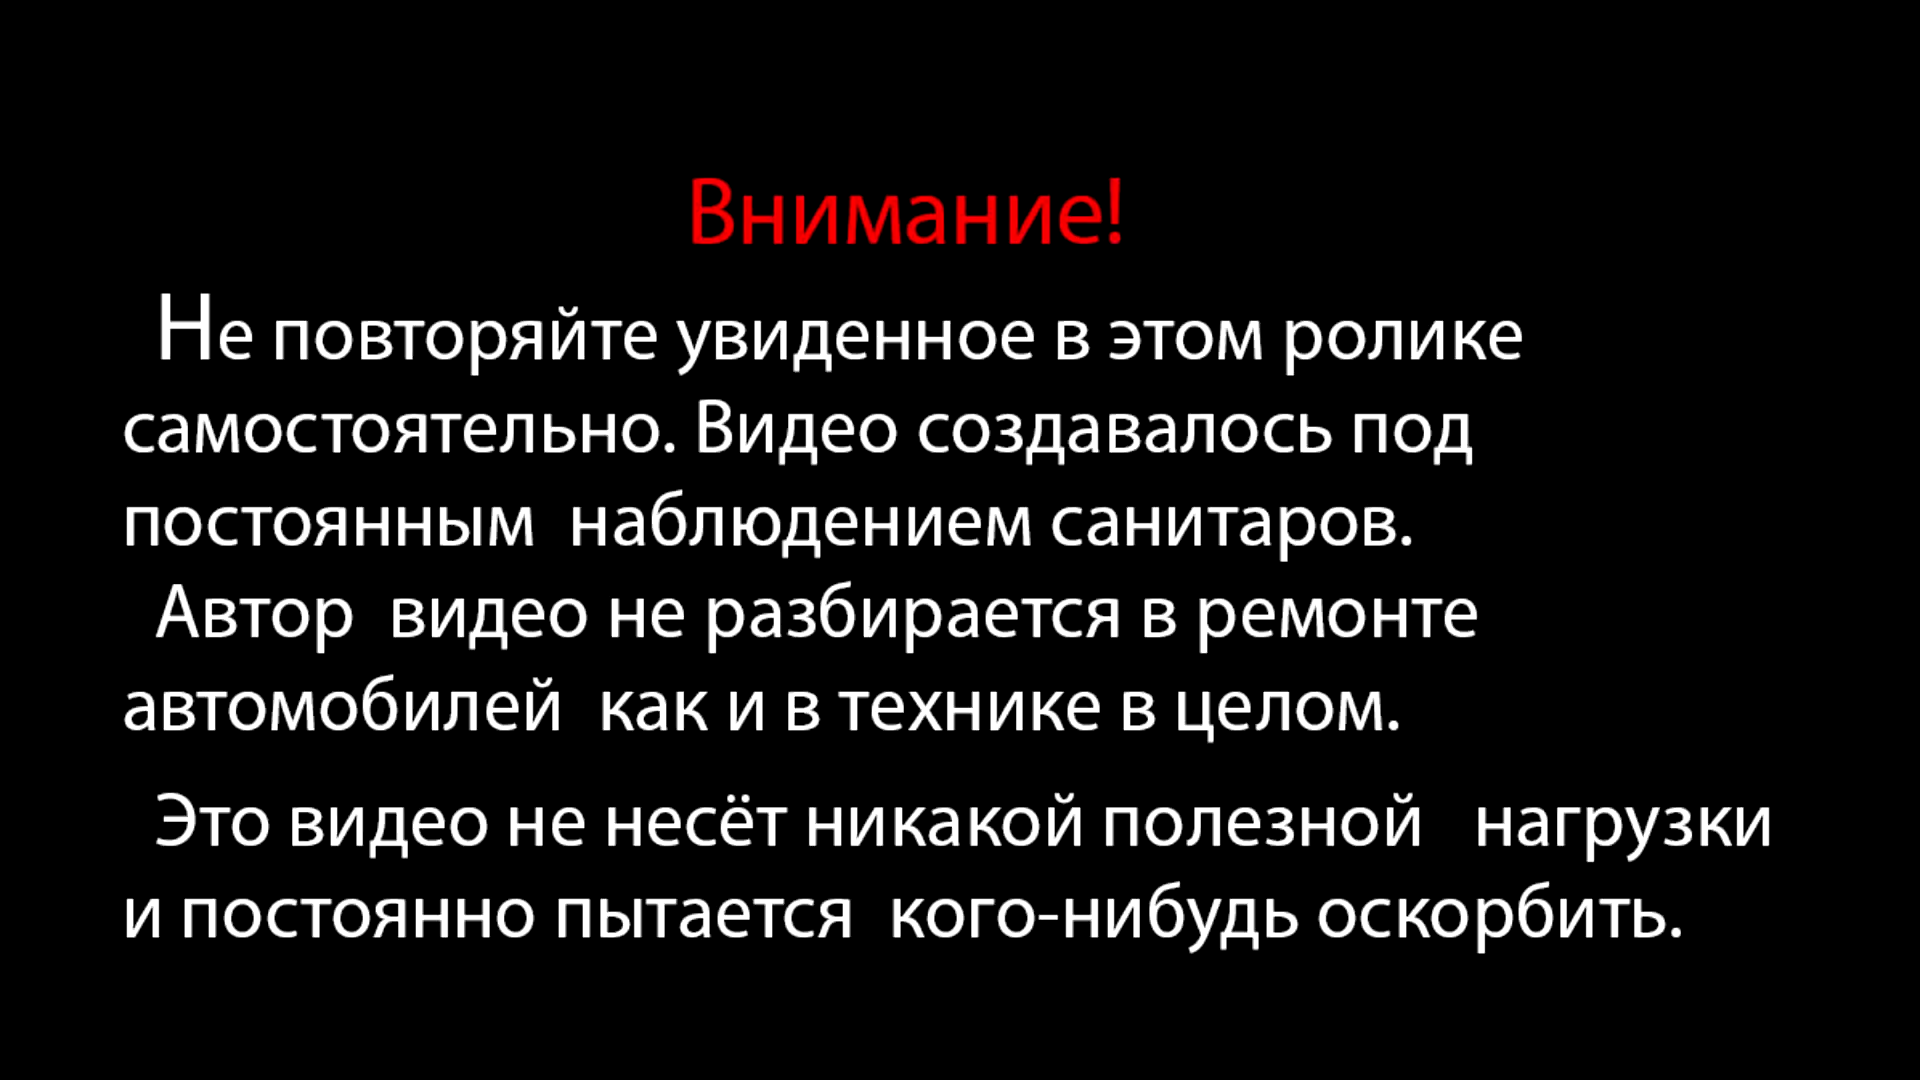 Внимание!
Не повторяйте увиденное в этом ролике
самостоятельно. Видео создавалось под
постоянным наблюдением санитаров.
Автор видео не разбирается в ремонте
автомобилей как и в технике в целом.
Это видео не несёт никакой полезной нагрузки
и постоянно пытается кого-нибудь оскорбить.